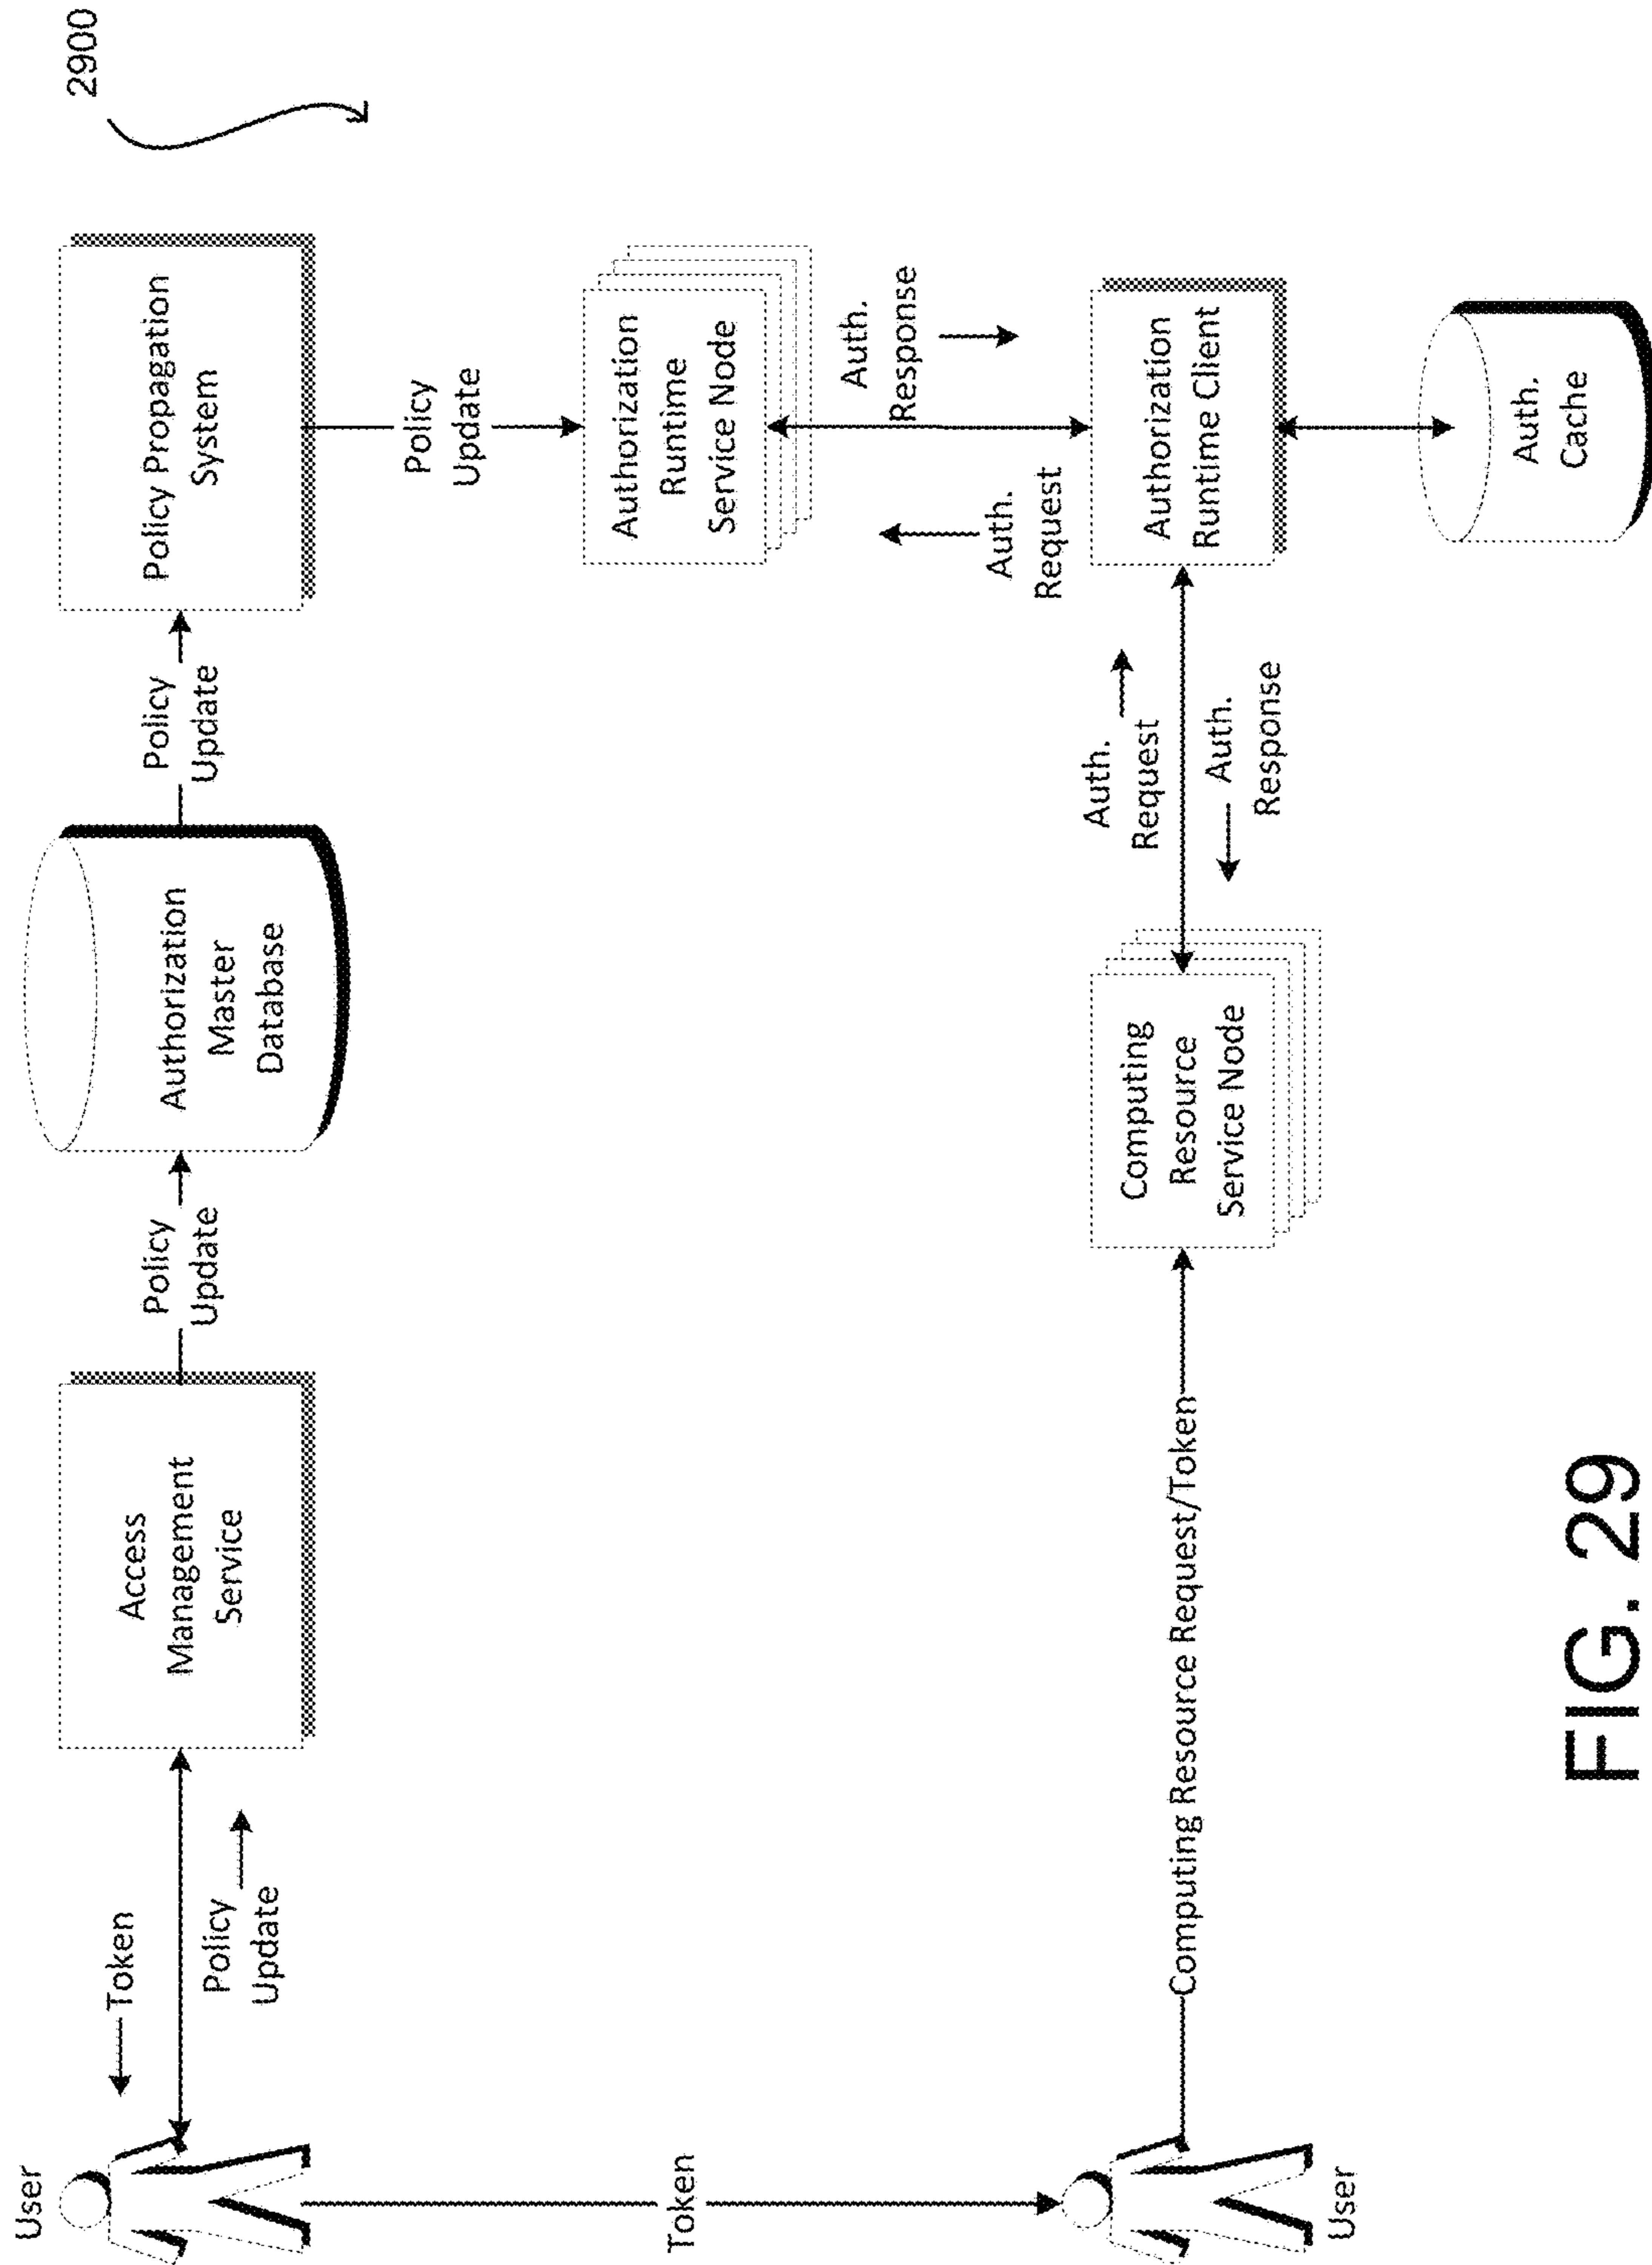 2900
User
Token
Policy
Update
Access
Management
Service
Policy
Update
Authorization
Master
Database
Policy
Update
Policy Propagation
System
Policy
Update
Authorization
Runtime
Service Node
Auth.
Request
Auth.
Response
Token
User
Computing Resource Request/Token
Computing
Resource
Service Node
Auth.
Request
Auth.
Response
Authorization
Runtime Client
Auth.
Cache
FIG. 29